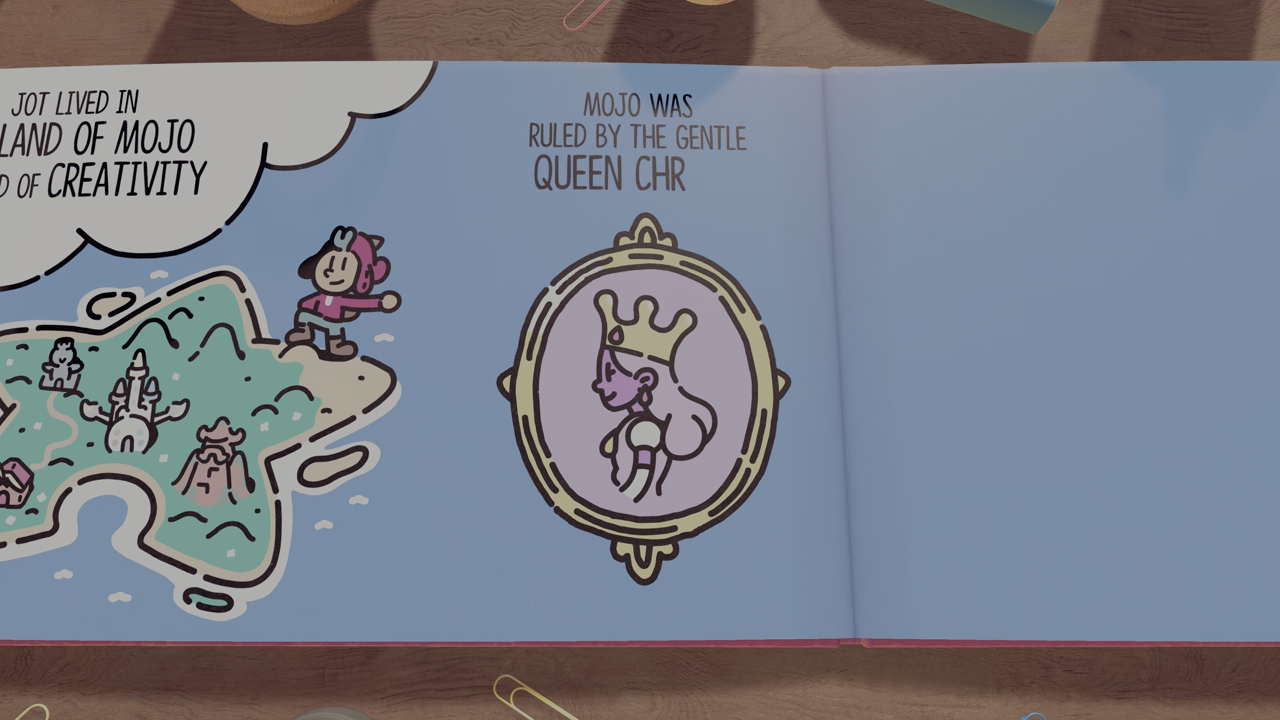 JOT LIVED IN
LAND OF MOJO
D OF CREATIVITY
MOJO WAS
RULED BY THE GENTLE
QUEEN CHR